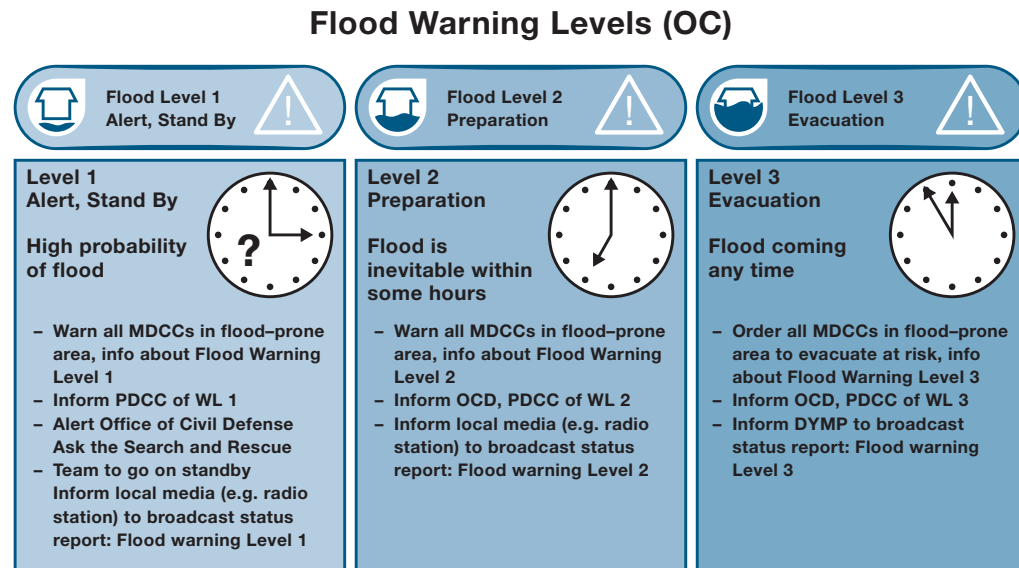 Flood Warning Levels (OC)
Flood Level 1
Alert, Stand By
!
Flood Level 2
Preparation
!
Flood Level 3
Evacuation
!
Level 1
Alert, Stand By
High probability
of flood
?
– Warn all MDCCs in flood–prone
area, info about Flood Warning
Level 1
– Inform PDCC of WL 1
– Alert Office of Civil Defense
Ask the Search and Rescue
– Team to go on standby
Inform local media (e.g. radio
station) to broadcast status
report: Flood warning Level 1
Level 2
Preparation
Flood is
inevitable within
some hours
– Warn all MDCCs in flood–prone
area, info about Flood Warning
Level 2
– Inform OCD, PDCC of WL 2
– Inform local media (e.g. radio
station) to broadcast status
report: Flood warning Level 2
Level 3
Evacuation
Flood coming
any time
– Order all MDCCs in flood–prone
area to evacuate at risk, info
about Flood Warning Level 3
– Inform OCD, PDCC of WL 3
– Inform DYMP to broadcast
status report: Flood warning
Level 3